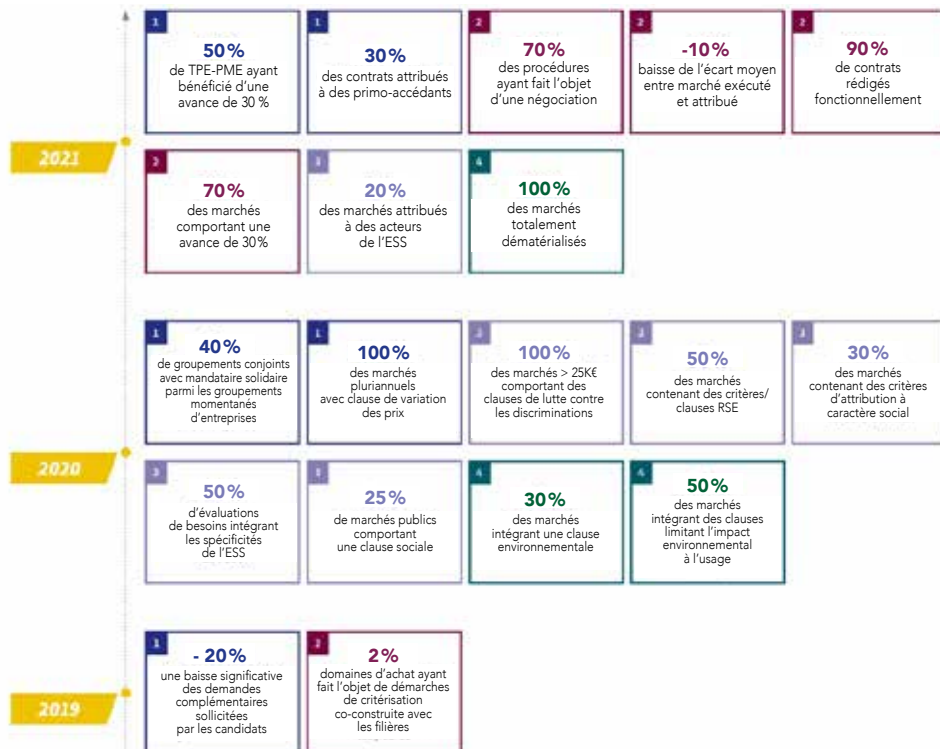 1
50%
de TPE-PME ayant
bénéficié d'une
avance de 30 %
1
30%
des contrats attribués
à des primo-accédants
2
70%
des procédures
ayant fait l'objet
d'une négociation
2
-10%
baisse de l'écart moyen
entre marché exécuté
et attribué
2
90%
de contrats
rédigés
fonctionnellement
2021
2
70%
des marchés
comportant une
avance de 30%
3
20%
des marchés attribués
à des acteurs
de l'ESS
4
100%
des marchés
totalement
dématérialisés
1
40%
de groupements conjoints
avec mandataire solidaire
parmi les groupements
momentanés
d'entreprises
1
100%
des marchés
pluriannuels
avec clause de variation
des prix
3
100%
des marchés > 25K€
comportant des
clauses de lutte contre
les discriminations
3
50%
des marchés
contenant des critères/
clauses RSE
3
30%
des marchés
contenant des critères
d'attribution à
caractère social
2020
3
50%
d'évaluations
de besoins intégrant
les spécificités
de l'ESS
3
25%
de marchés publics
comportant
une clause sociale
4
30%
des marchés
intégrant une clause
environnementale
4
50%
des marchés
intégrant des clauses
limitant l'impact
environnemental
à l'usage
1
- 20%
une baisse significative
des demandes
complémentaires
sollicitées
par les candidats
2
2%
domaines d'achat ayant
fait l'objet de démarches
de critérisation
co-construite avec
les filières
2019